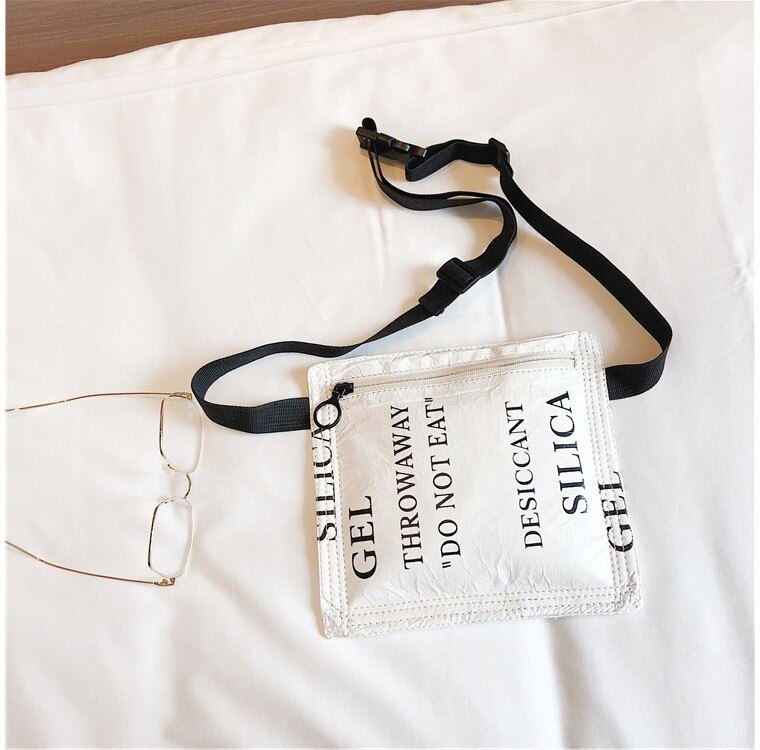 SILICA
GEL
THROWAWAY
"DO NOT EAT"
DESICCANT
SILICA
GEL